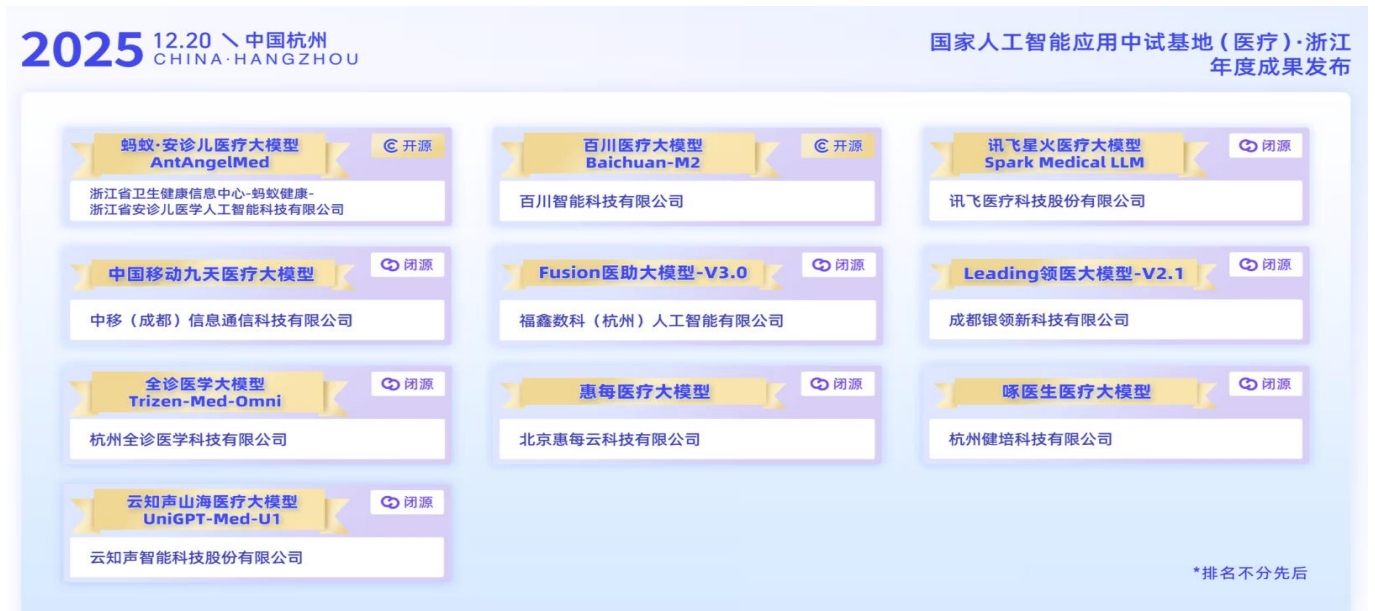 2025 12.20 \ 中国杭州
CHINA·HANGZHOU
国家人工智能应用中试基地（医疗）·浙江
年度成果发布
蚂蚁·安诊儿医疗大模型
AntAngelMed
开源
浙江省卫生健康信息中心-蚂蚁健康-
浙江省安诊儿医学人工智能科技有限公司
百川医疗大模型
Baichuan-M2
开源
百川智能科技有限公司
讯飞星火医疗大模型
Spark Medical LLM
闭源
讯飞医疗科技股份有限公司
中国移动九天医疗大模型
闭源
中移（成都）信息通信科技有限公司
Fusion医助大模型-V3.0
闭源
福鑫数科（杭州）人工智能有限公司
Leading领医大模型-V2.1
闭源
成都银领新科技有限公司
全诊医学大模型
Trizen-Med-Omni
闭源
杭州全诊医学科技有限公司
惠每医疗大模型
闭源
北京惠每云科技有限公司
啄医生医疗大模型
闭源
杭州健培科技有限公司
云知声山海医疗大模型
UniGPT-Med-U1
闭源
云知声智能科技股份有限公司
*排名不分先后